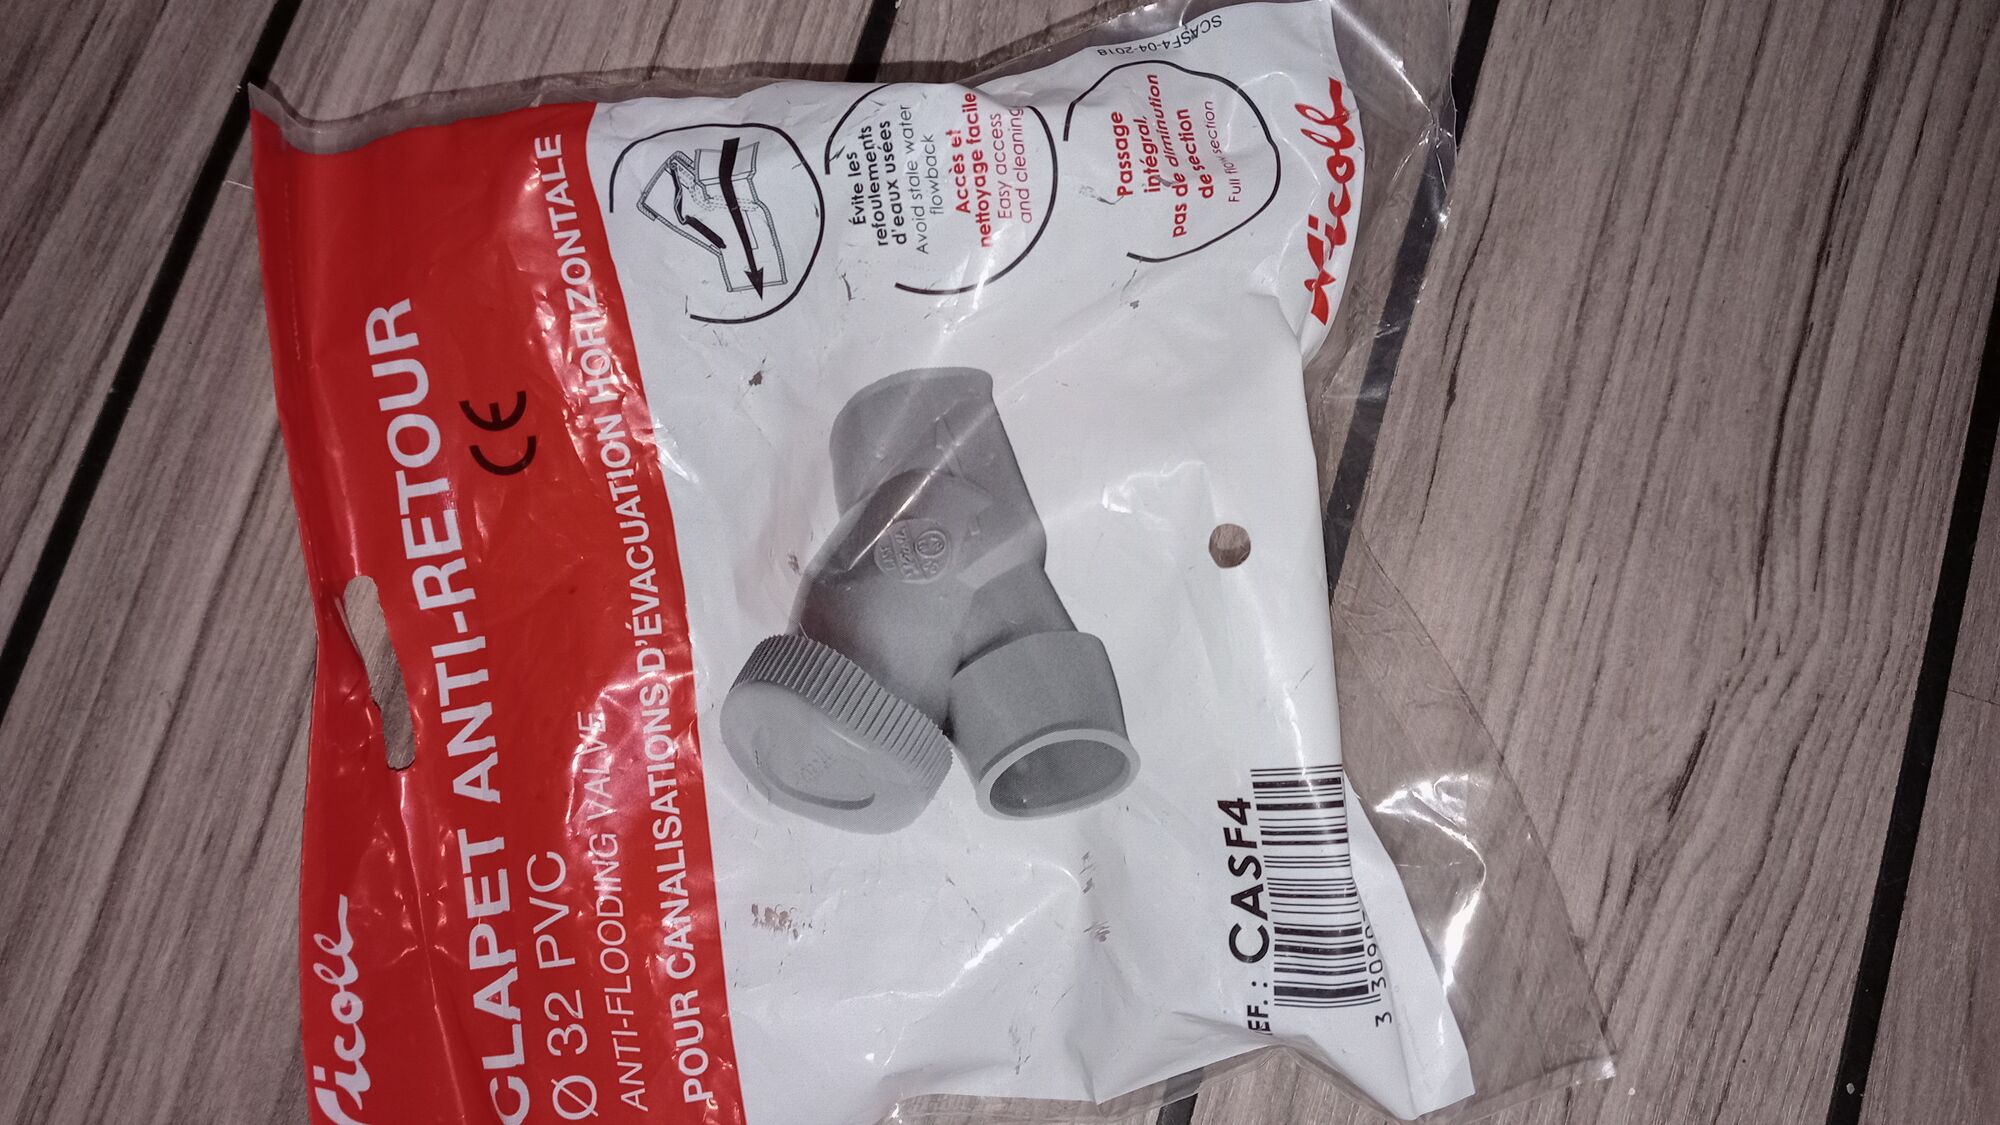 Nicoll
CLAPET ANTI-RETOUR
Ø 32 PVC
CE
ANTI-FLOODING VALVE
POUR CANALISATIONS D'ÉVACUATION HORIZONTALE
Évite les
refoulements
d'eaux usées
Avoid stale water
flowback
Accès et
nettoyage facile
Easy access
and cleaning
Passage
intégral,
pas de diminution
de section
Full flow section
SCASF4-04-2018
Nicoll
EF. : CASF4